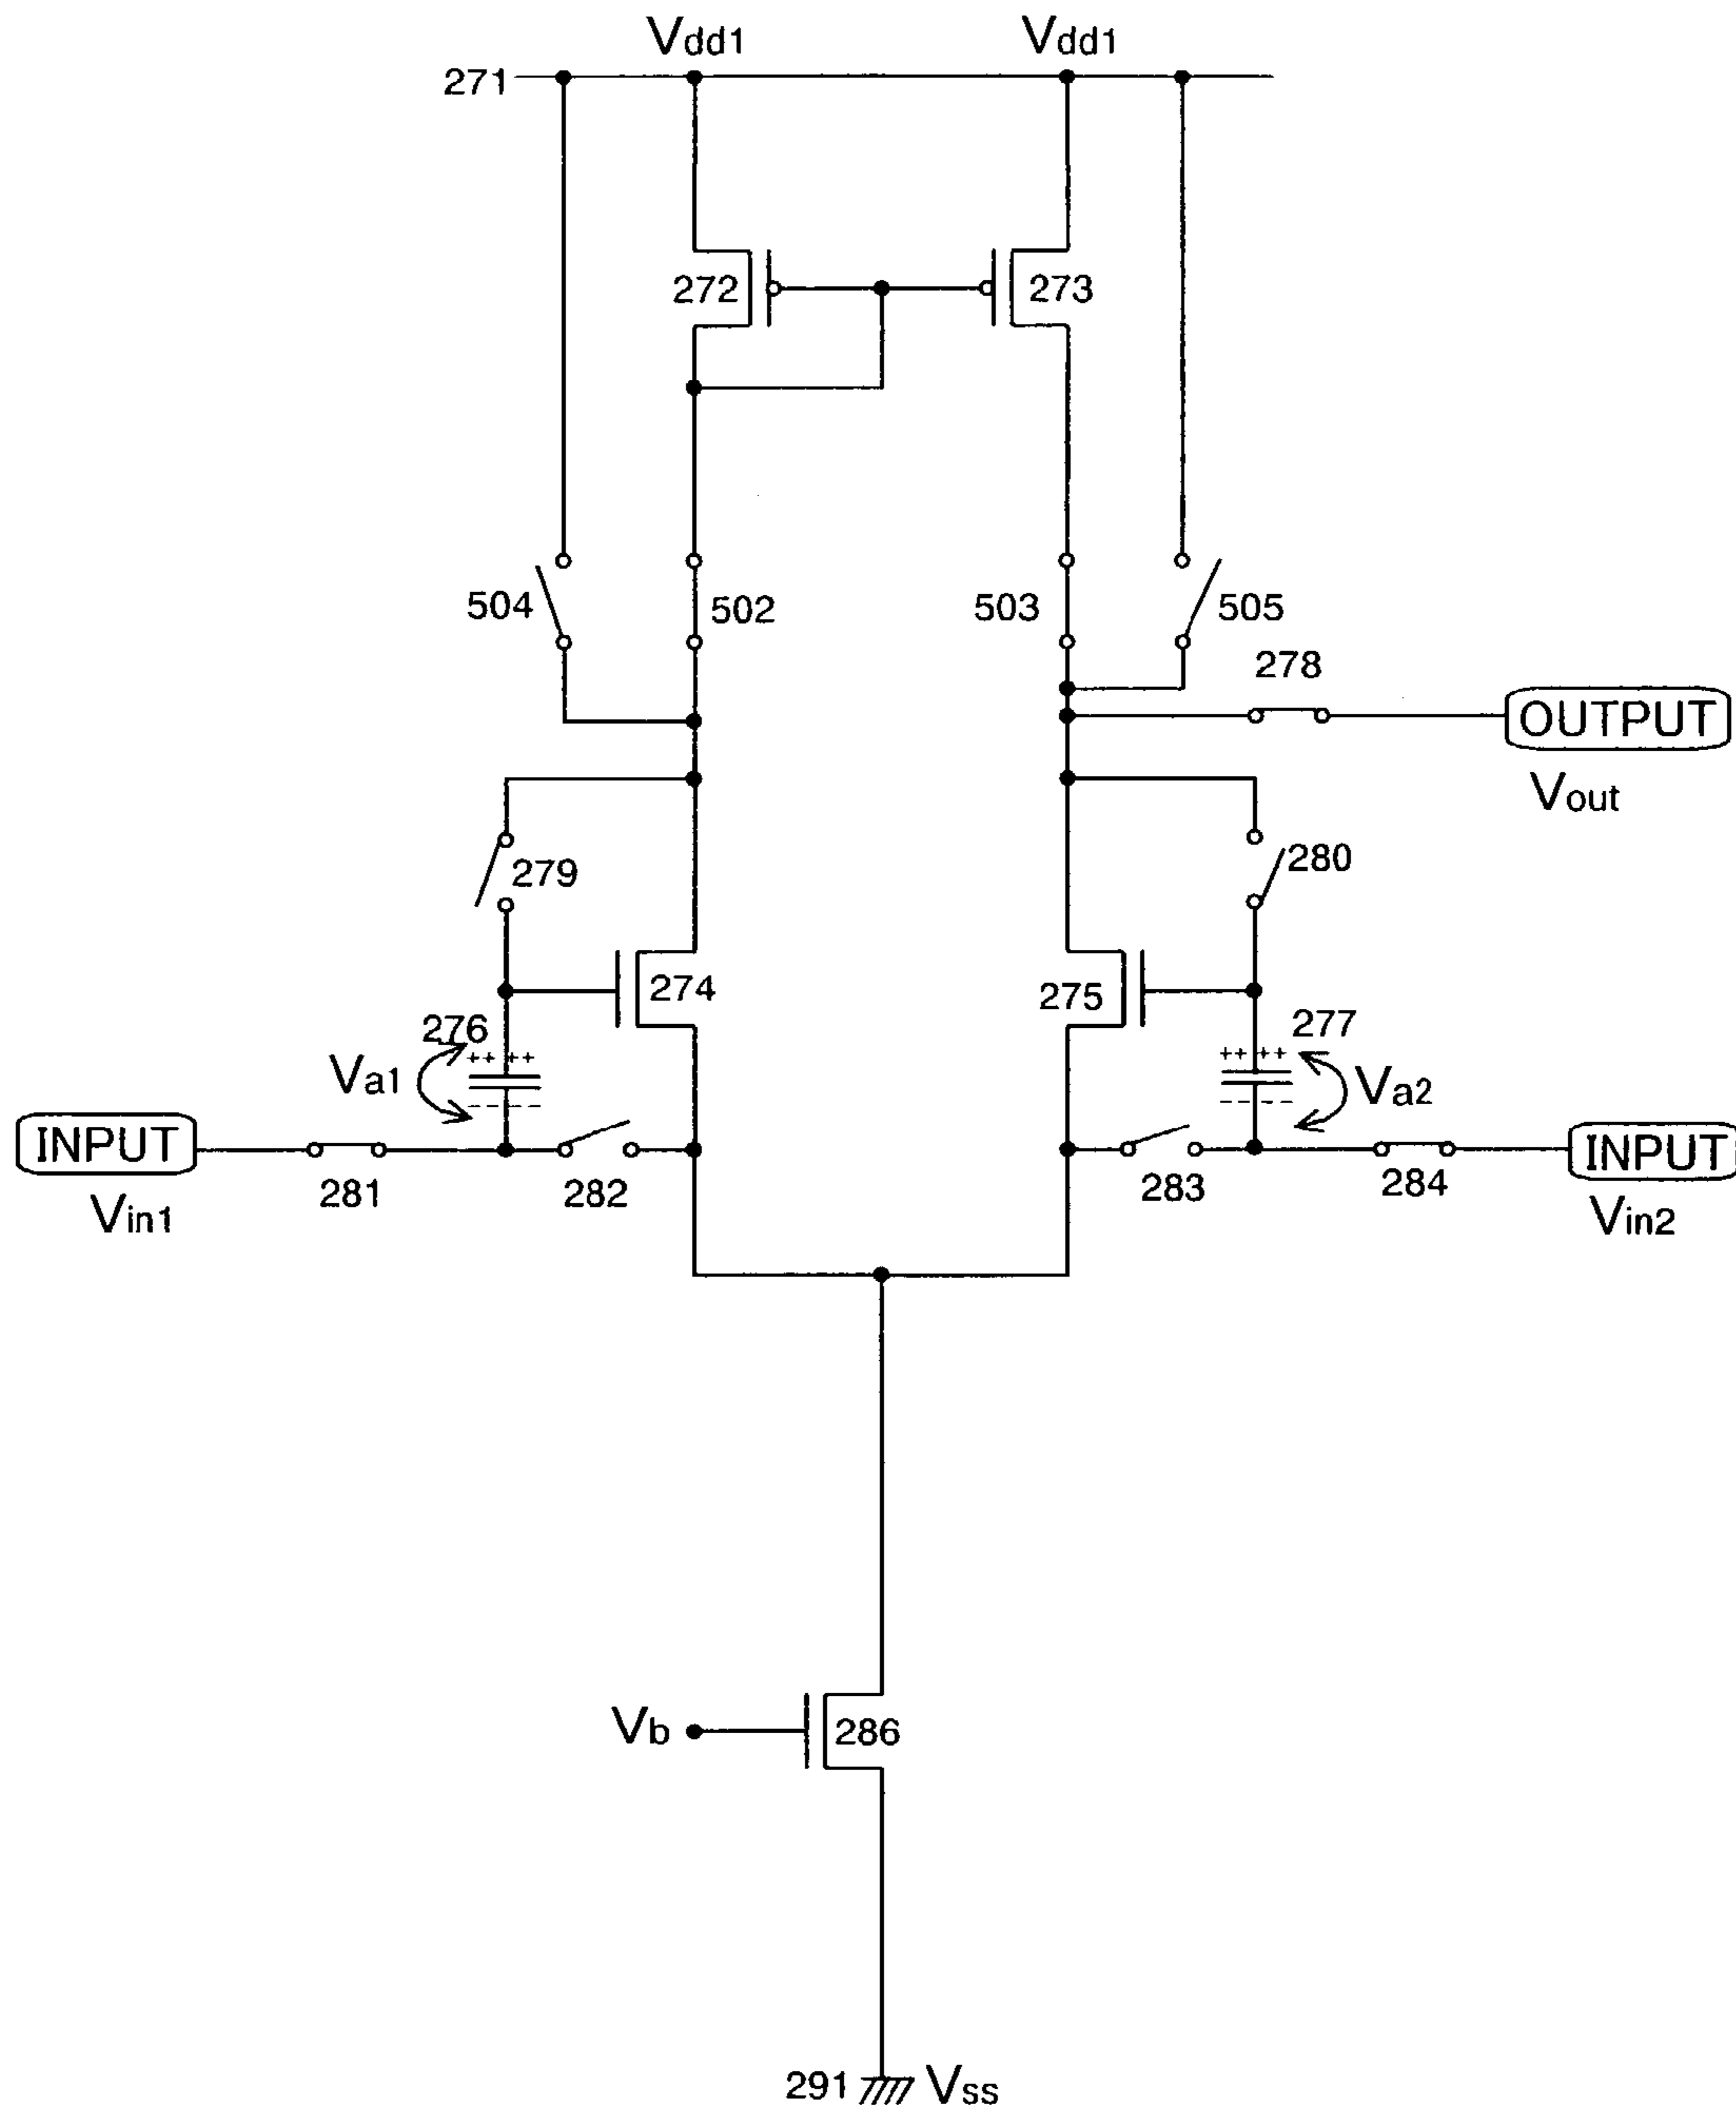 Vdd1
Vdd1
271
272
273
504
502
503
505
278
OUTPUT
Vout
279
280
274
275
276
277
++ ++
++ ++
Va1
Va2
– – – –
– – – –
INPUT
INPUT
281
282
283
284
Vin1
Vin2
Vb
286
291
Vss